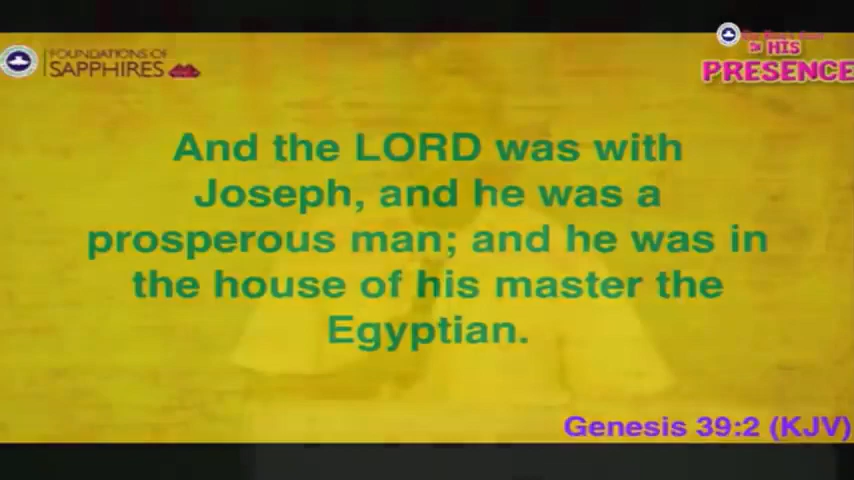 FOUNDATIONS OF
SAPPHIRES
IN HIS
PRESENCE
And the LORD was with
Joseph, and he was a
prosperous man; and he was in
the house of his master the
Egyptian.
Genesis 39:2 (KJV)